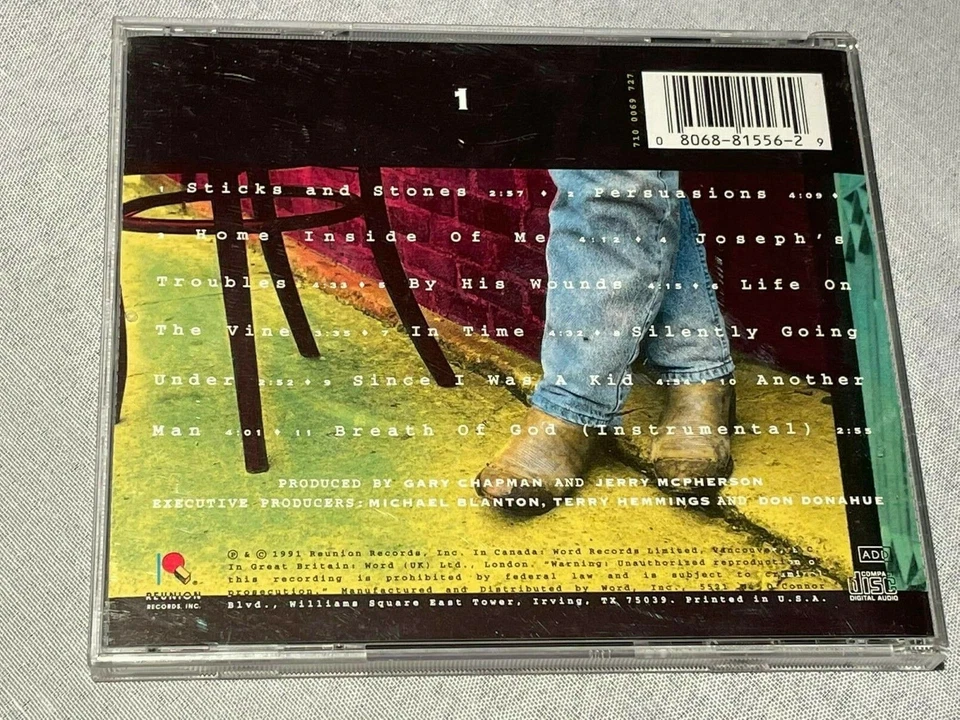 1
710 0069 727
0 8068-81556-2 9
1 Sticks and Stones 2:57 ♦ 2 Persuasions 4:09 ♦
3 Home Inside Of Me 4:12 ♦ 4 Joseph's
Troubles 4:33 ♦ 5 By His Wounds 4:15 ♦ 6 Life On
The Vine 3:35 ♦ 7 In Time 4:32 ♦ 8 Silently Going
Under 2:52 ♦ 9 Since I Was A Kid 4:34 ♦ 10 Another
Man 4:01 ♦ 11 Breath Of God (Instrumental) 2:55
PRODUCED BY GARY CHAPMAN AND JERRY MCPHERSON
EXECUTIVE PRODUCERS: MICHAEL BLANTON, TERRY HEMMINGS AND DON DONAHUE
REUNION
RECORDS, INC.
℗ & © 1991 Reunion Records, Inc. In Canada: Word Records Limited, Vancouver, B.C.
In Great Britain: Word (UK) Ltd., London. "Warning: Unauthorized reproduction of
this recording is prohibited by federal law and is subject to criminal
prosecution." Manufactured and Distributed by Word, Inc., 5221 N. O'Connor
Blvd., Williams Square East Tower, Irving, TX 75039. Printed in U.S.A.
ADD
COMPACT
disc
DIGITAL AUDIO